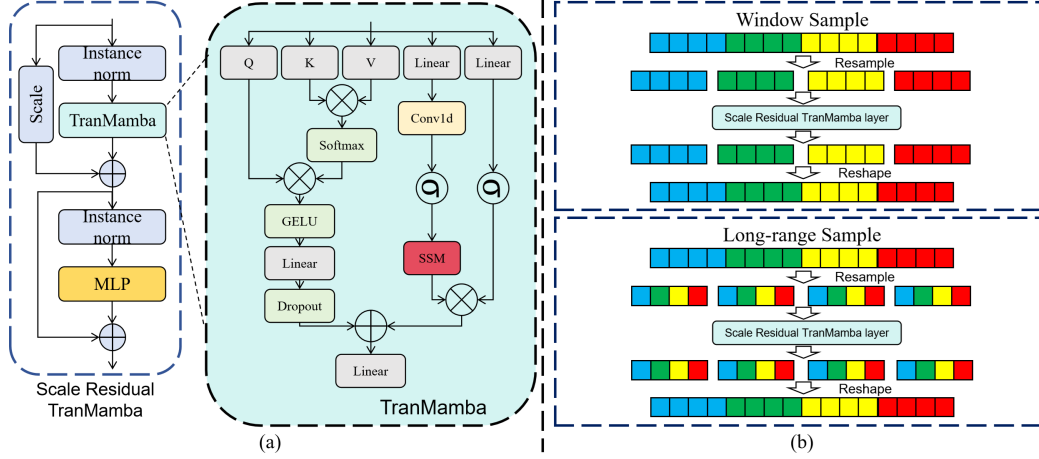 Instance
norm
Scale
TranMamba
Instance
norm
MLP
Scale Residual
TranMamba
Q
K
V
Linear
Linear
Conv1d
Softmax
σ
σ
GELU
SSM
Linear
Dropout
Linear
TranMamba
(a)
Window Sample
Resample
Scale Residual TranMamba layer
Reshape
Long-range Sample
Resample
Scale Residual TranMamba layer
Reshape
(b)